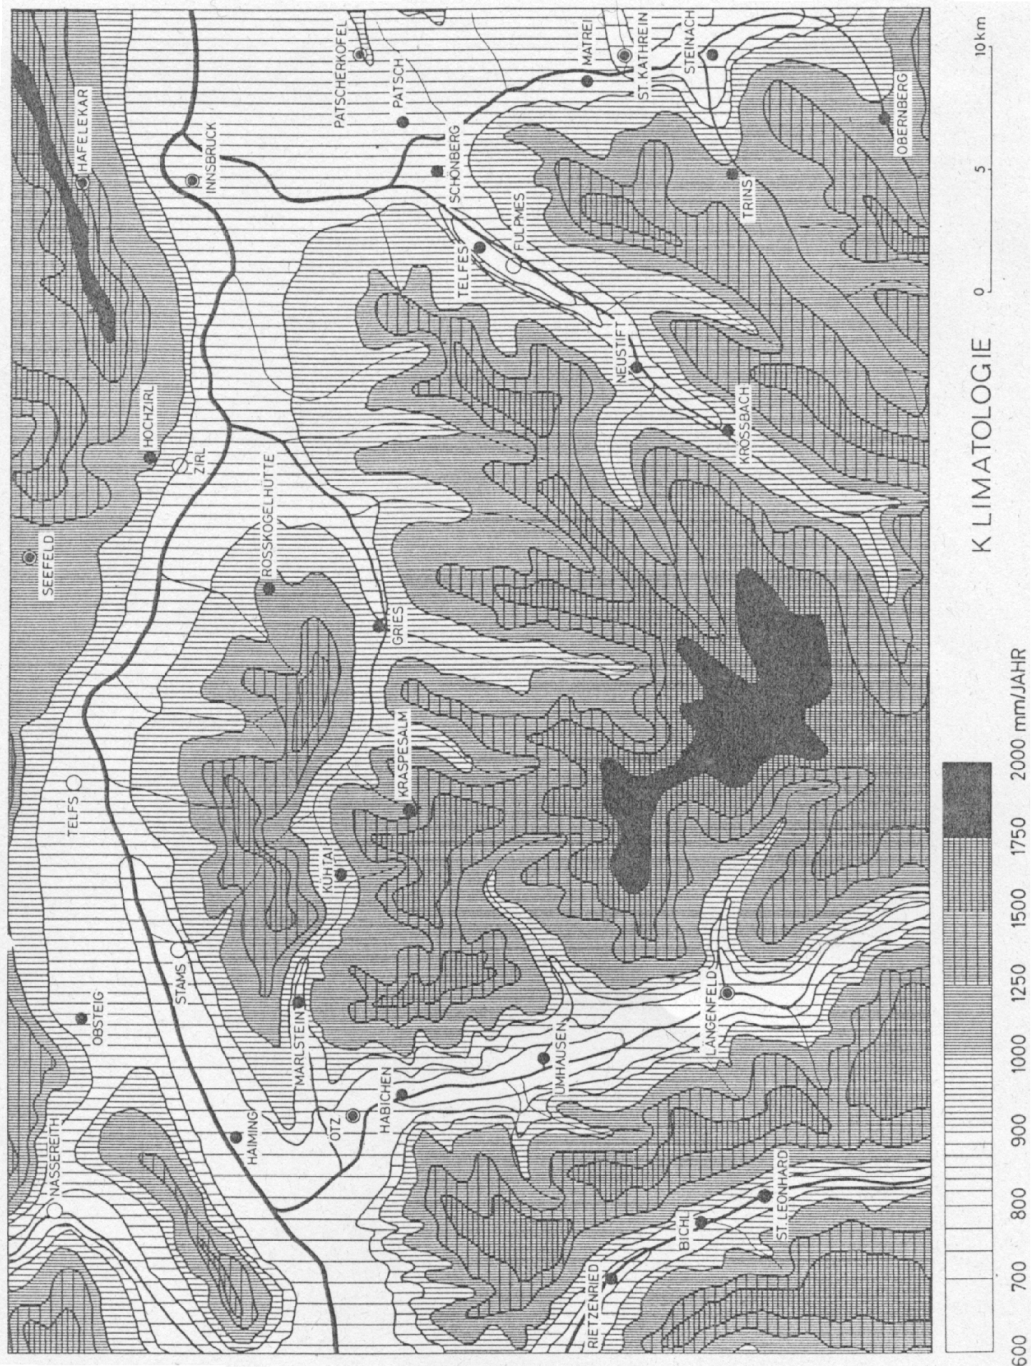 HAFELEKAR
SEEFELD
HOCHZIRL
ZIRL
INNSBRUCK
TELFS
OBSTEIG
NASSEREITH
STAMS
HAIMING
ROSSKOGELHÜTTE
PATSCHERKOFEL
PATSCH
GRIES
KÜHTAI
MARLSTEIN
ÖTZ
HABICHEN
KRASPESALM
SCHÖNBERG
MATREI
TELFES
FULPMES
ST. KATHREIN
STEINACH
NEUSTIFT
UMHAUSEN
KROSSBACH
TRINS
LÄNGENFELD
OBERNBERG
RIETZENRIED
BICHL
ST. LEONHARD
0 5 10 km
KLIMATOLOGIE
600 700 800 900 1000 1250 1500 1750 2000 mm/JAHR